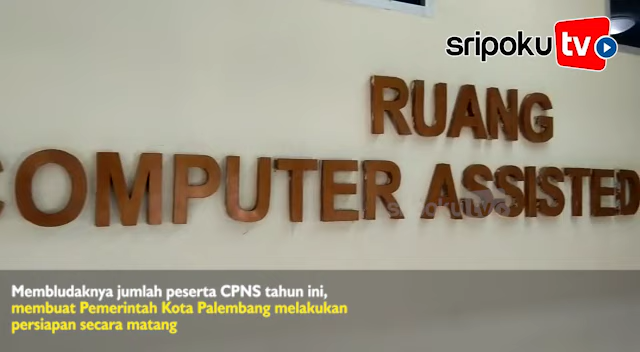 sripoku tv
RUANG
COMPUTER ASSISTED
sripokutv
Membludaknya jumlah peserta CPNS tahun ini,
membuat Pemerintah Kota Palembang melakukan
persiapan secara matang